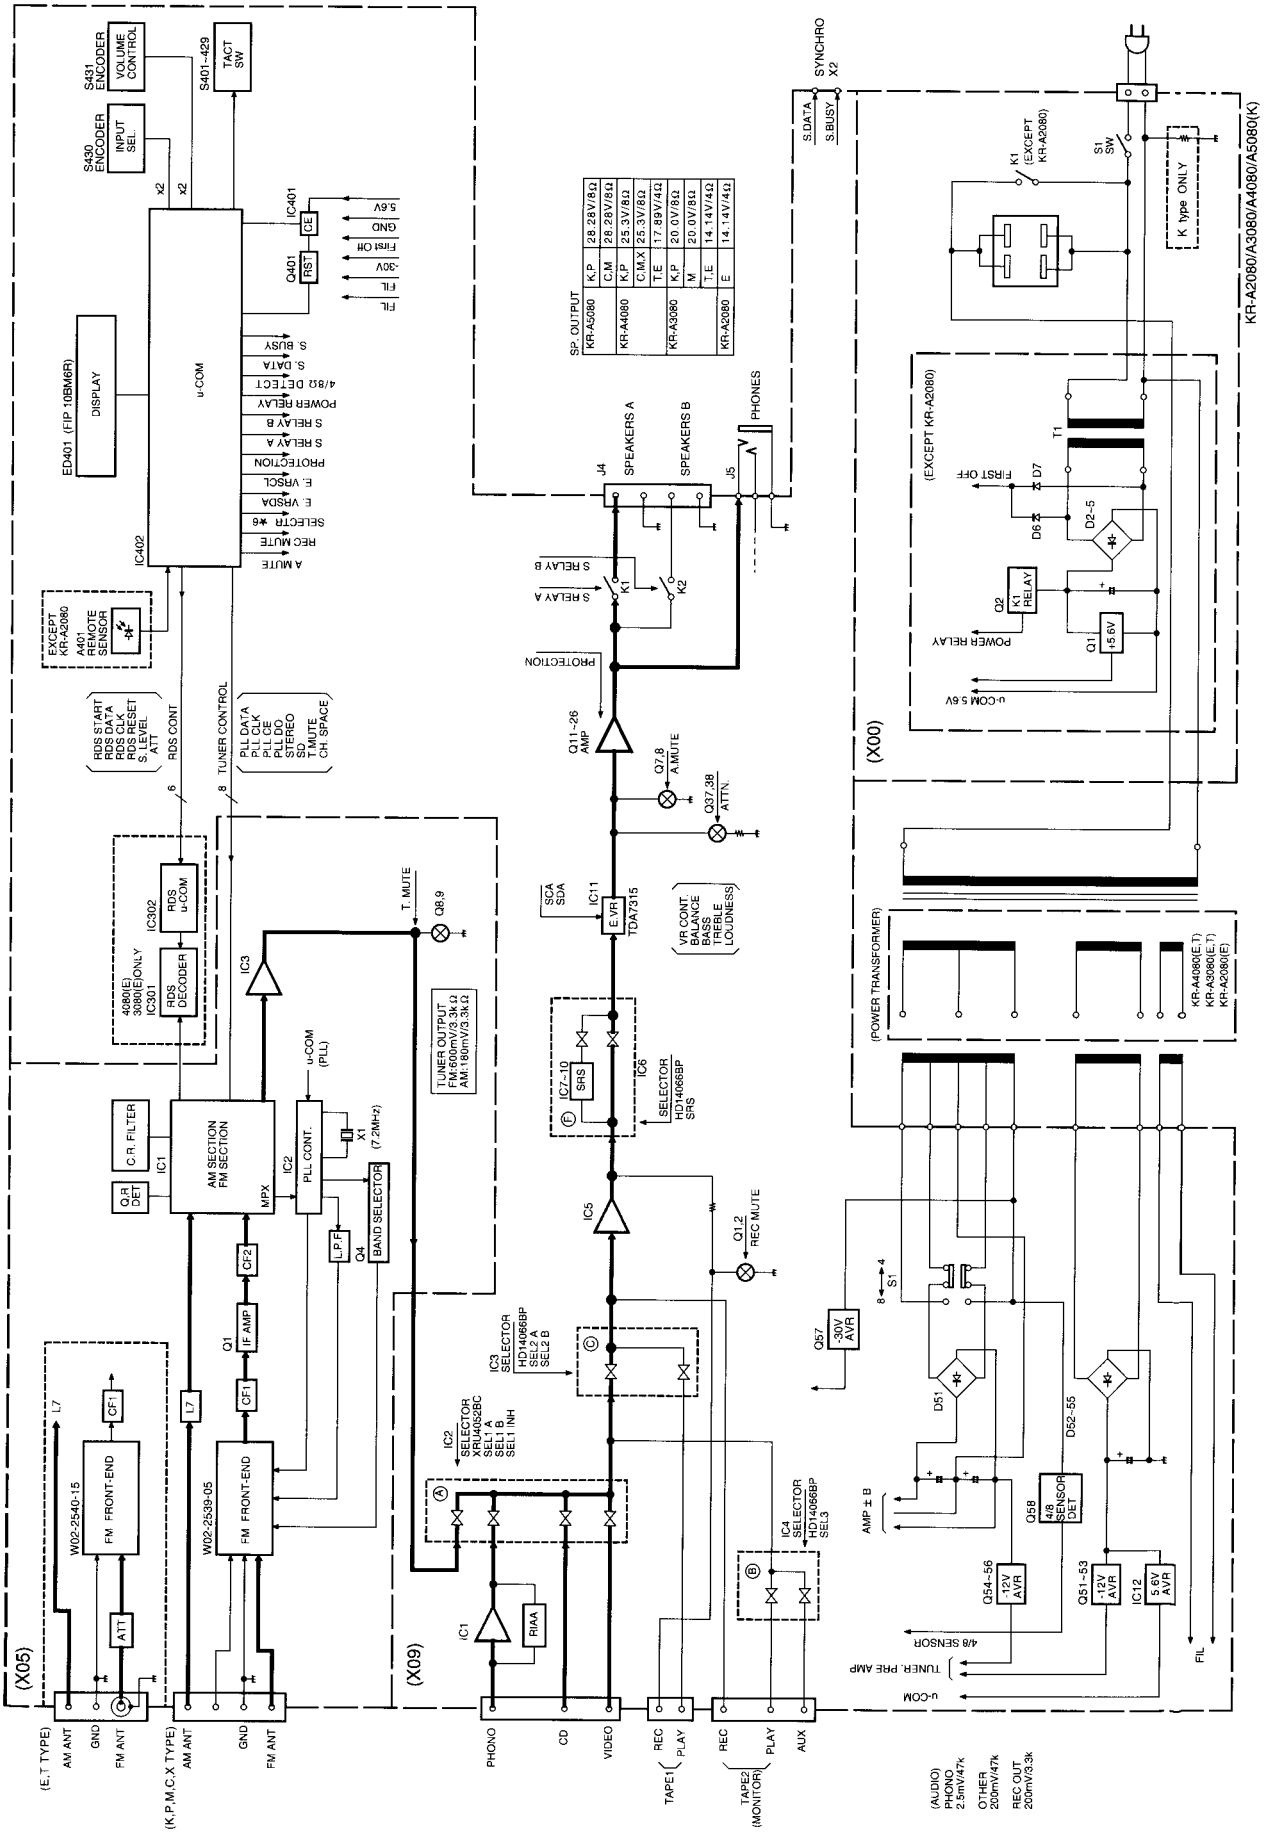 S431
ENCODER
VOLUME
CONTROL
S430
ENCODER
INPUT
SEL.
S401~429
TACT
SW
x2
x2
ED401 (FIP 10BM6R)
DISPLAY
IC402
u-COM
IC401
CE
Q401
RST
5.6V
GND
First Off
-30V
FIL
FIL
S. BUSY
S. DATA
4/8Ω DETECT
POWER RELAY
S RELAY B
S RELAY A
PROTECTION
E. VRSCL
E. VRSDA
SELECTR ★6
REC MUTE
A MUTE
EXCEPT
KR-A2080
A401
REMOTE
SENSOR
RDS START
RDS DATA
RDS CLK
RDS RESET
S. LEVEL
ATT
RDS CONT
6
TUNER CONTROL
8
PLL DATA
PLL CLK
PLL CE
PLL DO
STEREO
SD
T.MUTE
CH. SPACE
4080(E)
3080(E)ONLY
IC301
RDS
DECODER
IC302
RDS
u-COM
IC3
T. MUTE
Q8,9
TUNER OUTPUT
FM:600mV/3.3kΩ
AM:180mV/3.3kΩ
C.R. FILTER
Q,R
DET
IC1
AM SECTION
FM SECTION
MPX
IC2
PLL CONT.
u-COM
(PLL)
X1
(7.2MHz)
L.P.F
Q4
BAND SELECTOR
CF2
Q1
IF AMP
CF1
L7
L7
CF1
W02-2540-15
FM FRONT-END
W02-2539-05
FM FRONT-END
ATT
(X05)
(E,T TYPE)
AM ANT
GND
FM ANT
(K,P,M,C,X TYPE)
AM ANT
GND
FM ANT
(X09)
PHONO
CD
VIDEO
REC
PLAY
TAPE1
REC
PLAY
TAPE2
(MONITOR)
AUX
IC1
RIAA
A
IC2
SELECTOR
XRU4052BC
SEL1 A
SEL1 B
SEL1 INH
IC3
SELECTOR
HD14066BP
SEL2 A
SEL2 B
C
IC4
SELECTOR
HD14066BP
SEL3
B
IC5
Q1,2
REC MUTE
F
IC7~10
SRS
IC6
SELECTOR
HD14066BP
SRS
SCA
SDA
IC11
E.VR
TDA7315
VR CONT.
BALANCE
BASS
TREBLE
LOUDNESS
Q37,38
ATTN.
Q7,8
A.MUTE
Q11~26
AMP
PROTECTION
S RELAY A
S RELAY B
K1
K2
J4
SPEAKERS A
SPEAKERS B
J5
PHONES
SP. OUTPUT
KR-A5080 K,P 28.28V/8Ω
C,M 28.28V/8Ω
KR-A4080 K,P 25.3V/8Ω
C,M,X 25.3V/8Ω
T,E 17.89V/4Ω
KR-A3080 K,P 20.0V/8Ω
M 20.0V/8Ω
T,E 14.14V/4Ω
KR-A2080 E 14.14V/4Ω
S.DATA
S.BUSY
SYNCHRO
X2
K1
(EXCEPT
KR-A2080)
S1
SW
K type ONLY
KR-A2080/A3080/A4080/A5080(K)
(EXCEPT KR-A2080)
T1
FIRST OFF
D7
D6
D2~5
Q2
K1
RELAY
POWER RELAY
Q1
+5.6V
u-COM 5.6V
(X00)
(POWER TRANSFORMER)
KR-A4080(E,T)
KR-A3080(E,T)
KR-A2080(E)
8
4
S1
Q57
-30V
AVR
D51
D52~55
AMP ± B
+
+
+
Q58
4/8
SENSOR
DET
Q54~56
-12V
AVR
Q51~53
-12V
AVR
IC12
5.6V
AVR
4/8 SENSOR
TUNER. PRE AMP
u-COM
FIL
(AUDIO)
PHONO
2.5mV/47k
OTHER
200mV/47k
REC OUT
200mV/3.3k